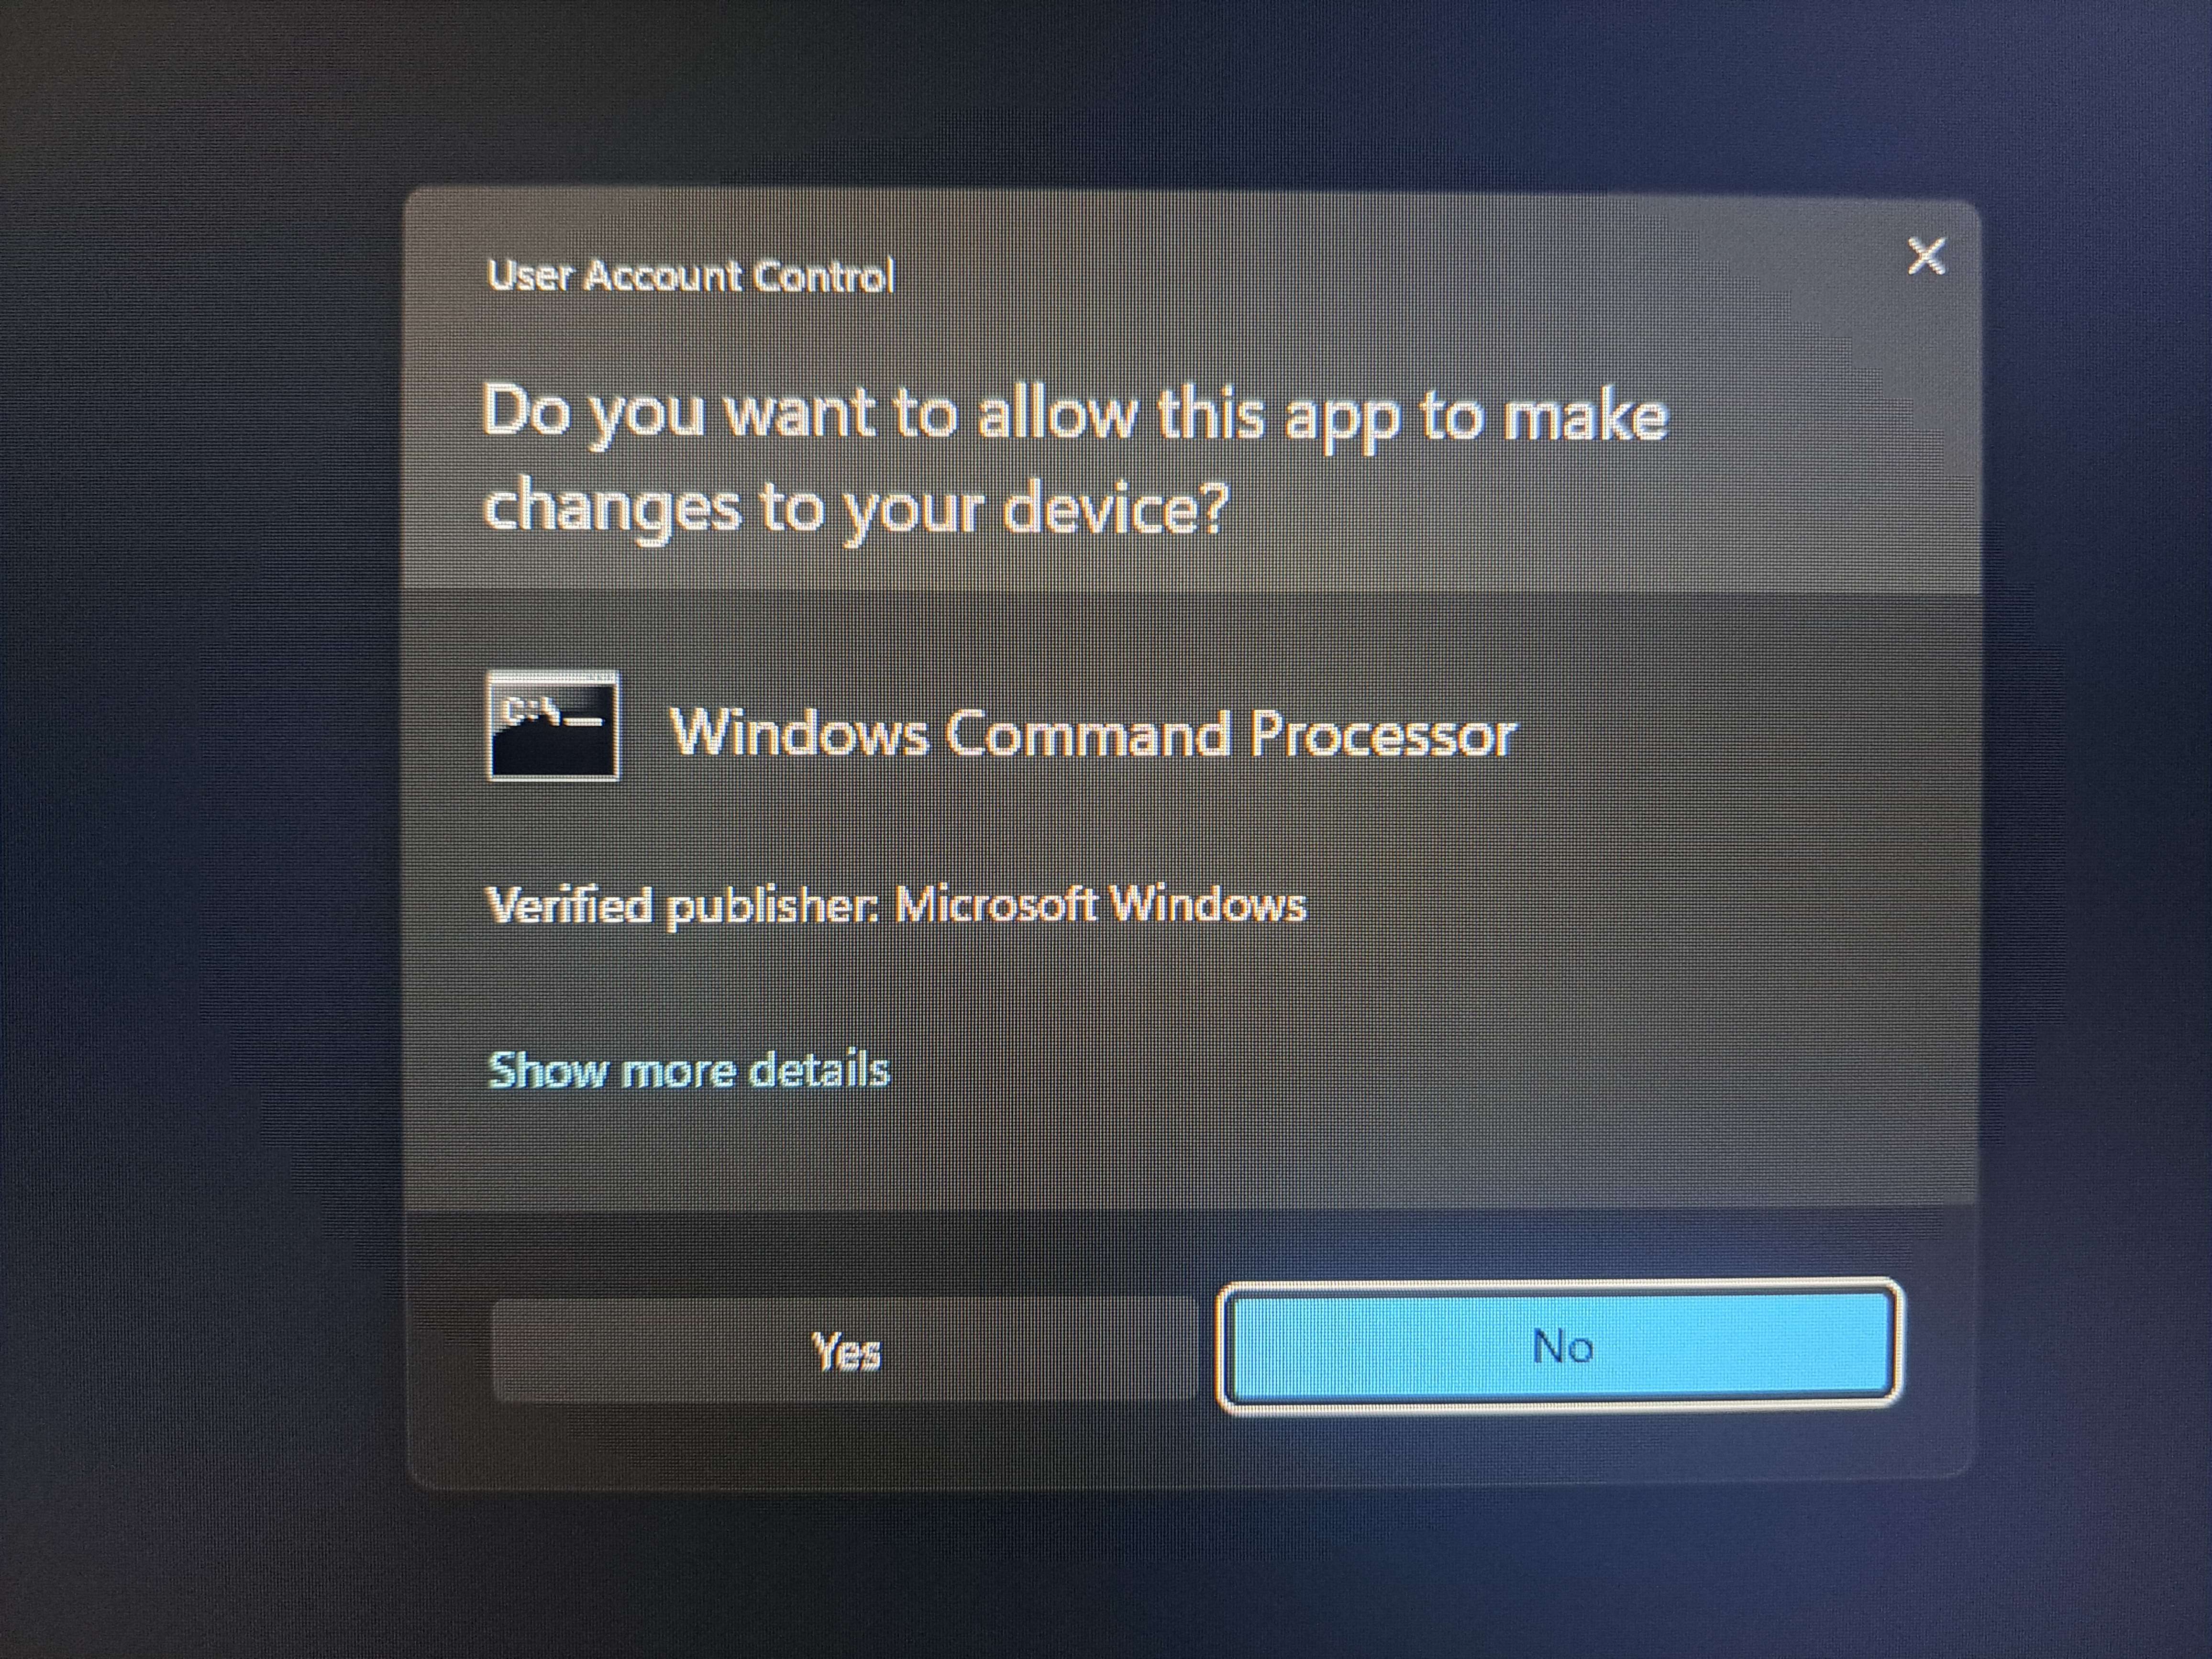 User Account Control
Do you want to allow this app to make
changes to your device?
C:\_
Windows Command Processor
Verified publisher: Microsoft Windows
Show more details
Yes
No